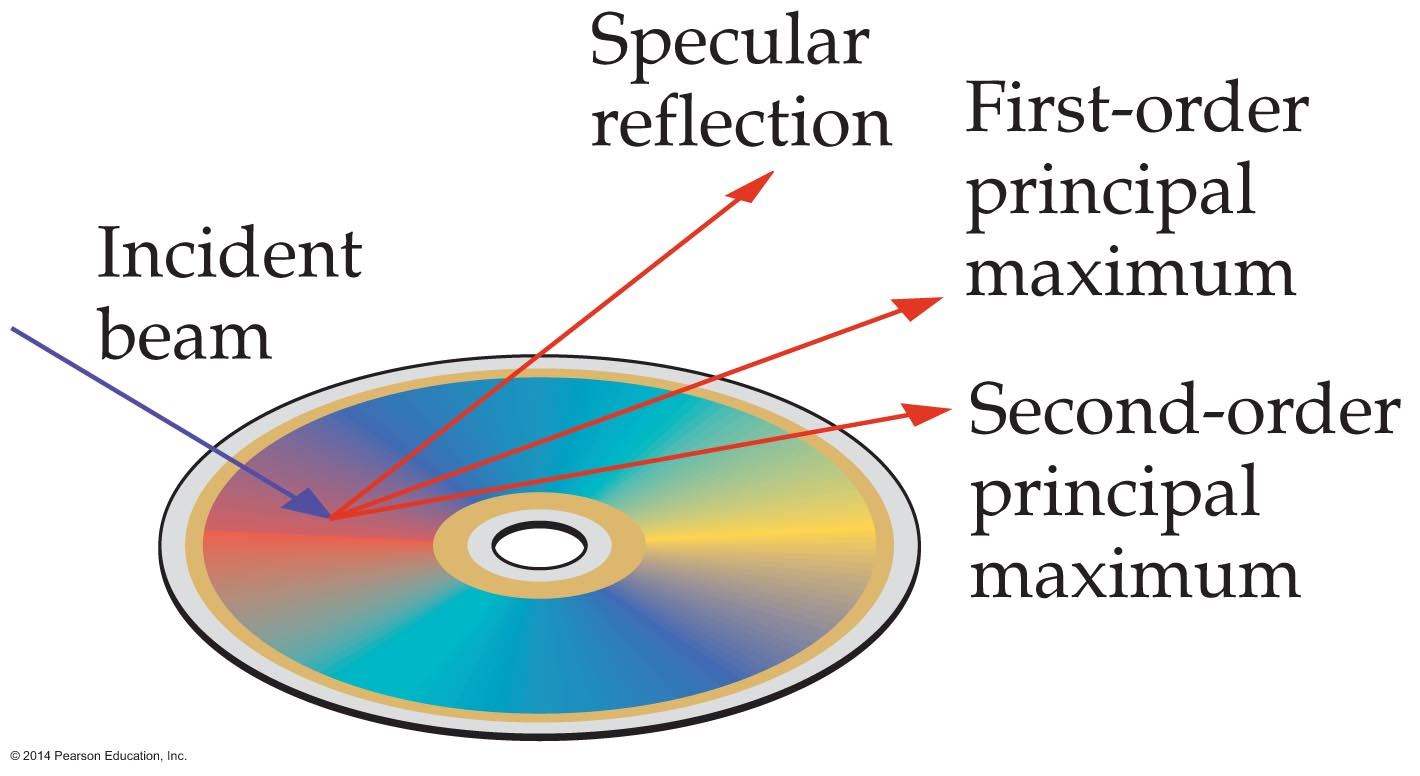 Specular
reflection
First-order
principal
maximum
Incident
beam
Second-order
principal
maximum
© 2014 Pearson Education, Inc.